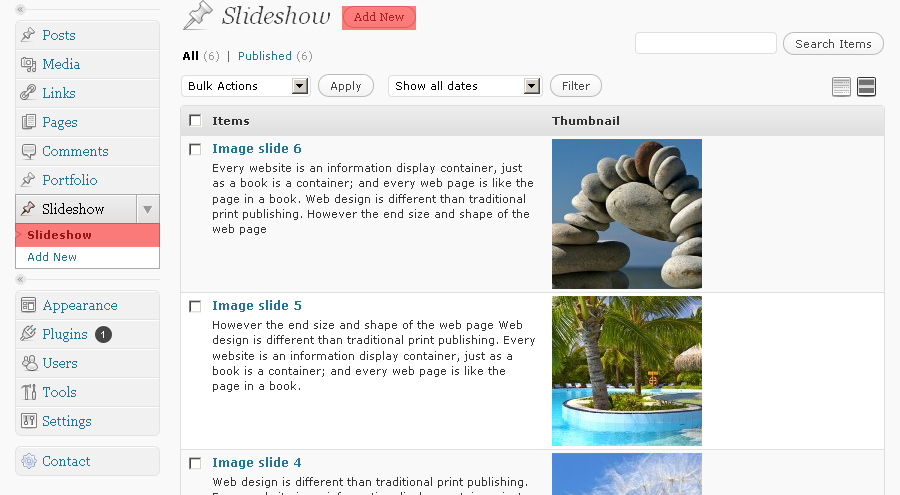 Posts
Media
Links
Pages
Comments
Portfolio
Slideshow
Slideshow
Add New
Appearance
Plugins 1
Users
Tools
Settings
Contact
Slideshow Add New
All (6) | Published (6)
Search Items
Bulk Actions Apply Show all dates Filter
Items Thumbnail
Image slide 6
Every website is an information display container, just
as a book is a container; and every web page is like the
page in a book. Web design is different than traditional
print publishing. However the end size and shape of the
web page
Image slide 5
However the end size and shape of the web page Web
design is different than traditional print publishing. Every
website is an information display container, just as a
book is a container; and every web page is like the
page in a book.
Image slide 4
Web design is different than traditional print publishing.